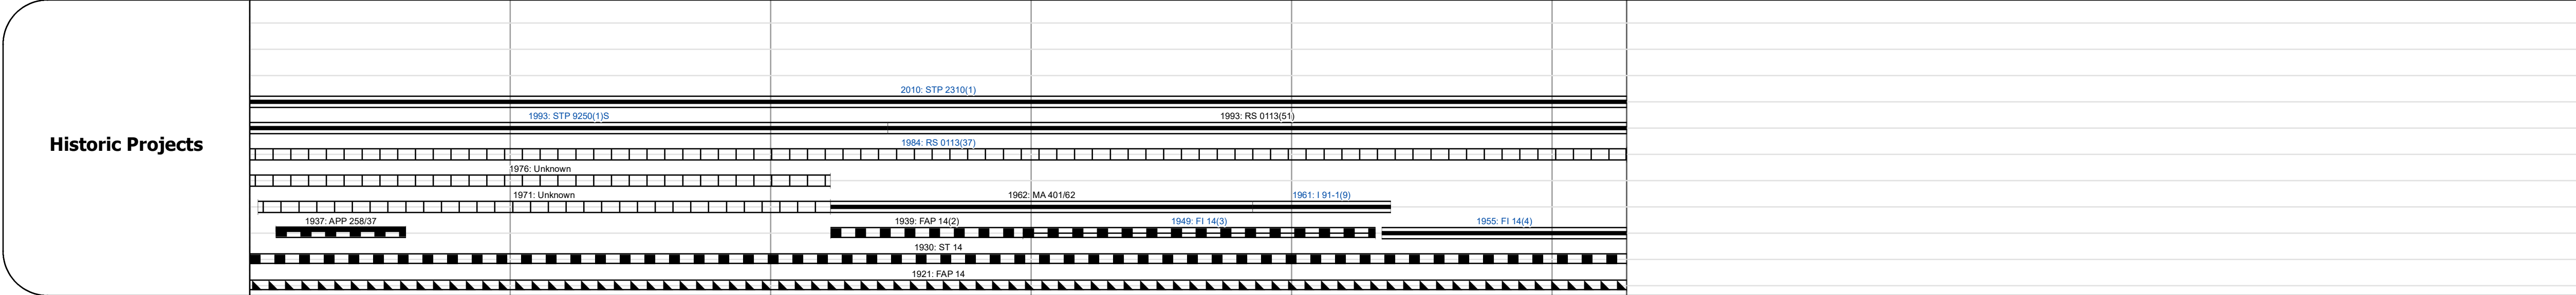 2010: STP 2310(1)
1993: STP 9250(1)S
1993: RS 0113(51)
1984: RS 0113(37)
Historic Projects
1976: Unknown
1971: Unknown
1962: MA 401/62
1961: I 91-1(9)
1937: APP 258/37
1939: FAP 14(2)
1949: FI 14(3)
1955: FI 14(4)
1930: ST 14
1921: FAP 14